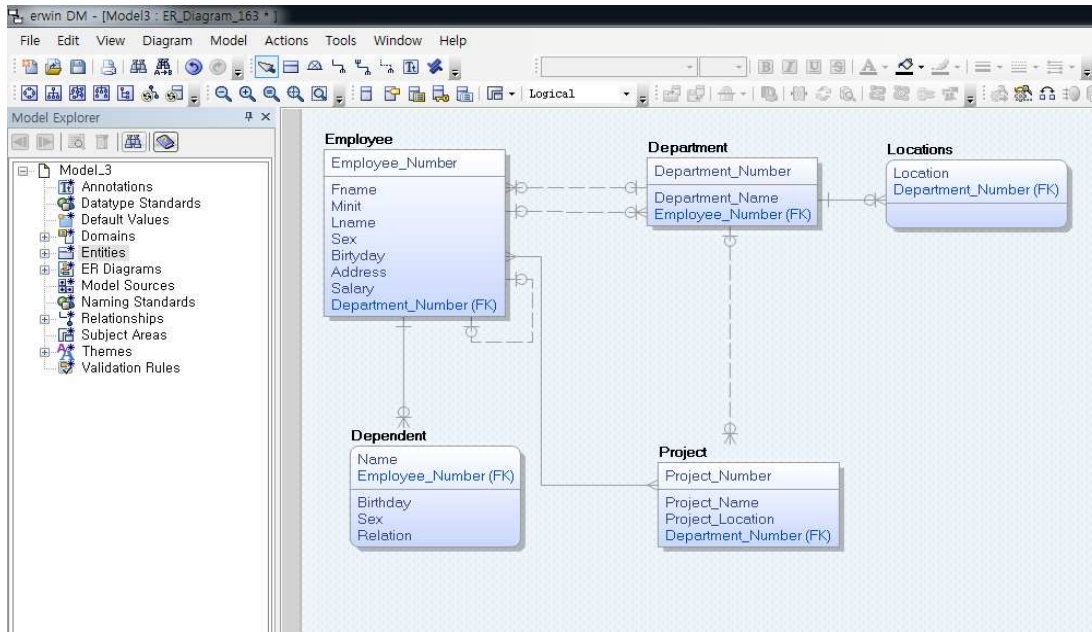 erwin DM - [Model3 : ER_Diagram_163 * ]
File Edit View Diagram Model Actions Tools Window Help
Logical
Model Explorer
Model_3
Annotations
Datatype Standards
Default Values
Domains
Entities
ER Diagrams
Model Sources
Naming Standards
Relationships
Subject Areas
Themes
Validation Rules
Employee
Employee_Number
Fname
Minit
Lname
Sex
Birtyday
Address
Salary
Department_Number (FK)
Department
Department_Number
Department_Name
Employee_Number (FK)
Locations
Location
Department_Number (FK)
Dependent
Name
Employee_Number (FK)
Birthday
Sex
Relation
Project
Project_Number
Project_Name
Project_Location
Department_Number (FK)